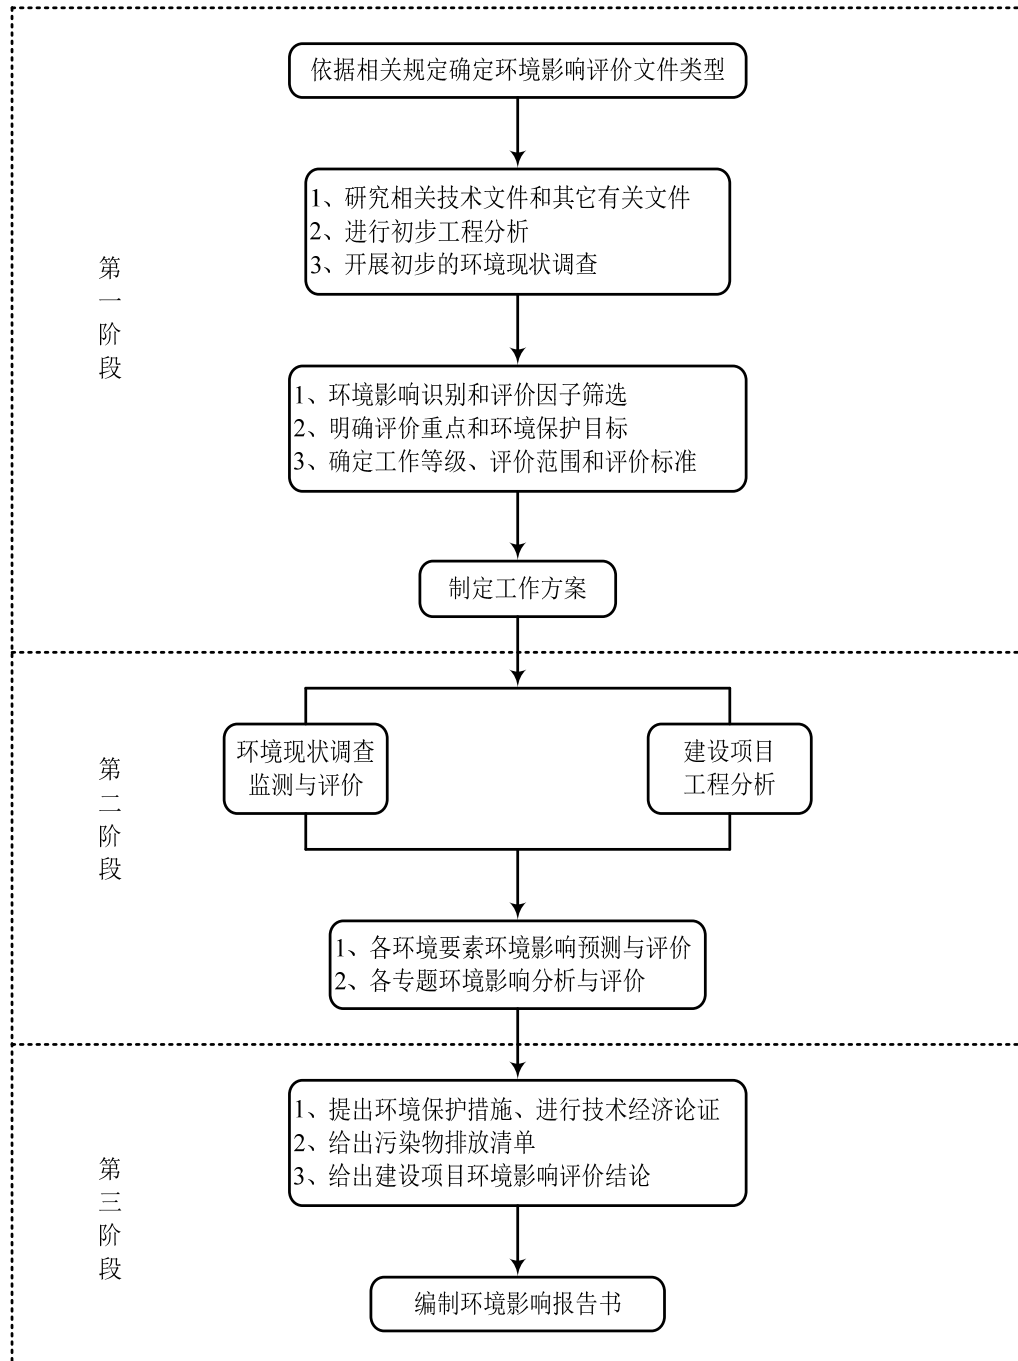 依据相关规定确定环境影响评价文件类型
1、研究相关技术文件和其它有关文件
2、进行初步工程分析
3、开展初步的环境现状调查
第
一
阶
段
1、环境影响识别和评价因子筛选
2、明确评价重点和环境保护目标
3、确定工作等级、评价范围和评价标准
制定工作方案
环境现状调查
监测与评价
建设项目
工程分析
第
二
阶
段
1、各环境要素环境影响预测与评价
2、各专题环境影响分析与评价
1、提出环境保护措施、进行技术经济论证
2、给出污染物排放清单
3、给出建设项目环境影响评价结论
第
三
阶
段
编制环境影响报告书